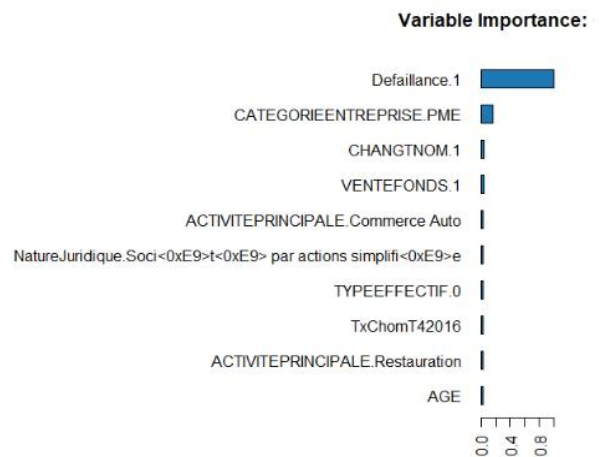 Variable Importance:
Defaillance.1
CATEGORIEENTREPRISE.PME
CHANGTNOM.1
VENTEFONDS.1
ACTIVITEPRINCIPALE.Commerce Auto
NatureJuridique.Soci<0xE9>t<0xE9> par actions simplifi<0xE9>e
TYPEEFFECTIF.0
TxChomT42016
ACTIVITEPRINCIPALE.Restauration
AGE
0.0 0.4 0.8